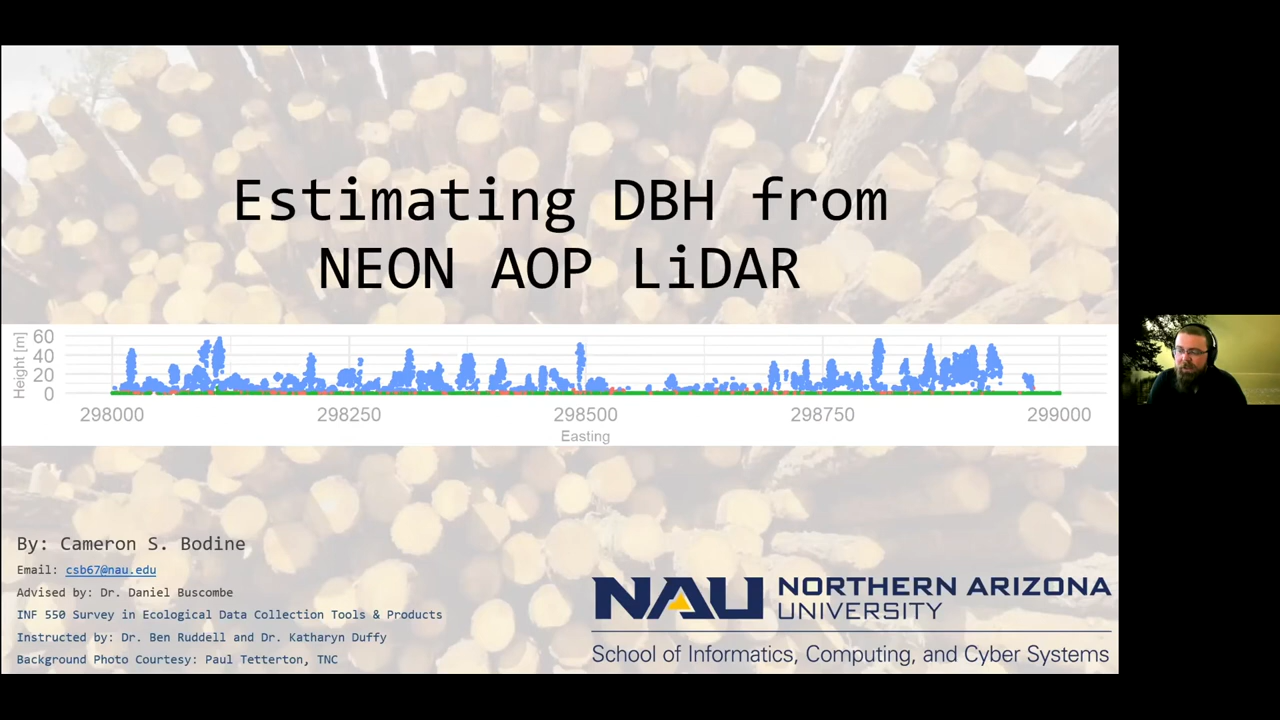 Estimating DBH from
NEON AOP LiDAR
Height [m]
60
40
20
0
298000 298250 298500 298750 299000
Easting
By: Cameron S. Bodine
Email: csb67@nau.edu
Advised by: Dr. Daniel Buscombe
INF 550 Survey in Ecological Data Collection Tools & Products
Instructed by: Dr. Ben Ruddell and Dr. Katharyn Duffy
Background Photo Courtesy: Paul Tetterton, TNC
NAU NORTHERN ARIZONA
UNIVERSITY
School of Informatics, Computing, and Cyber Systems